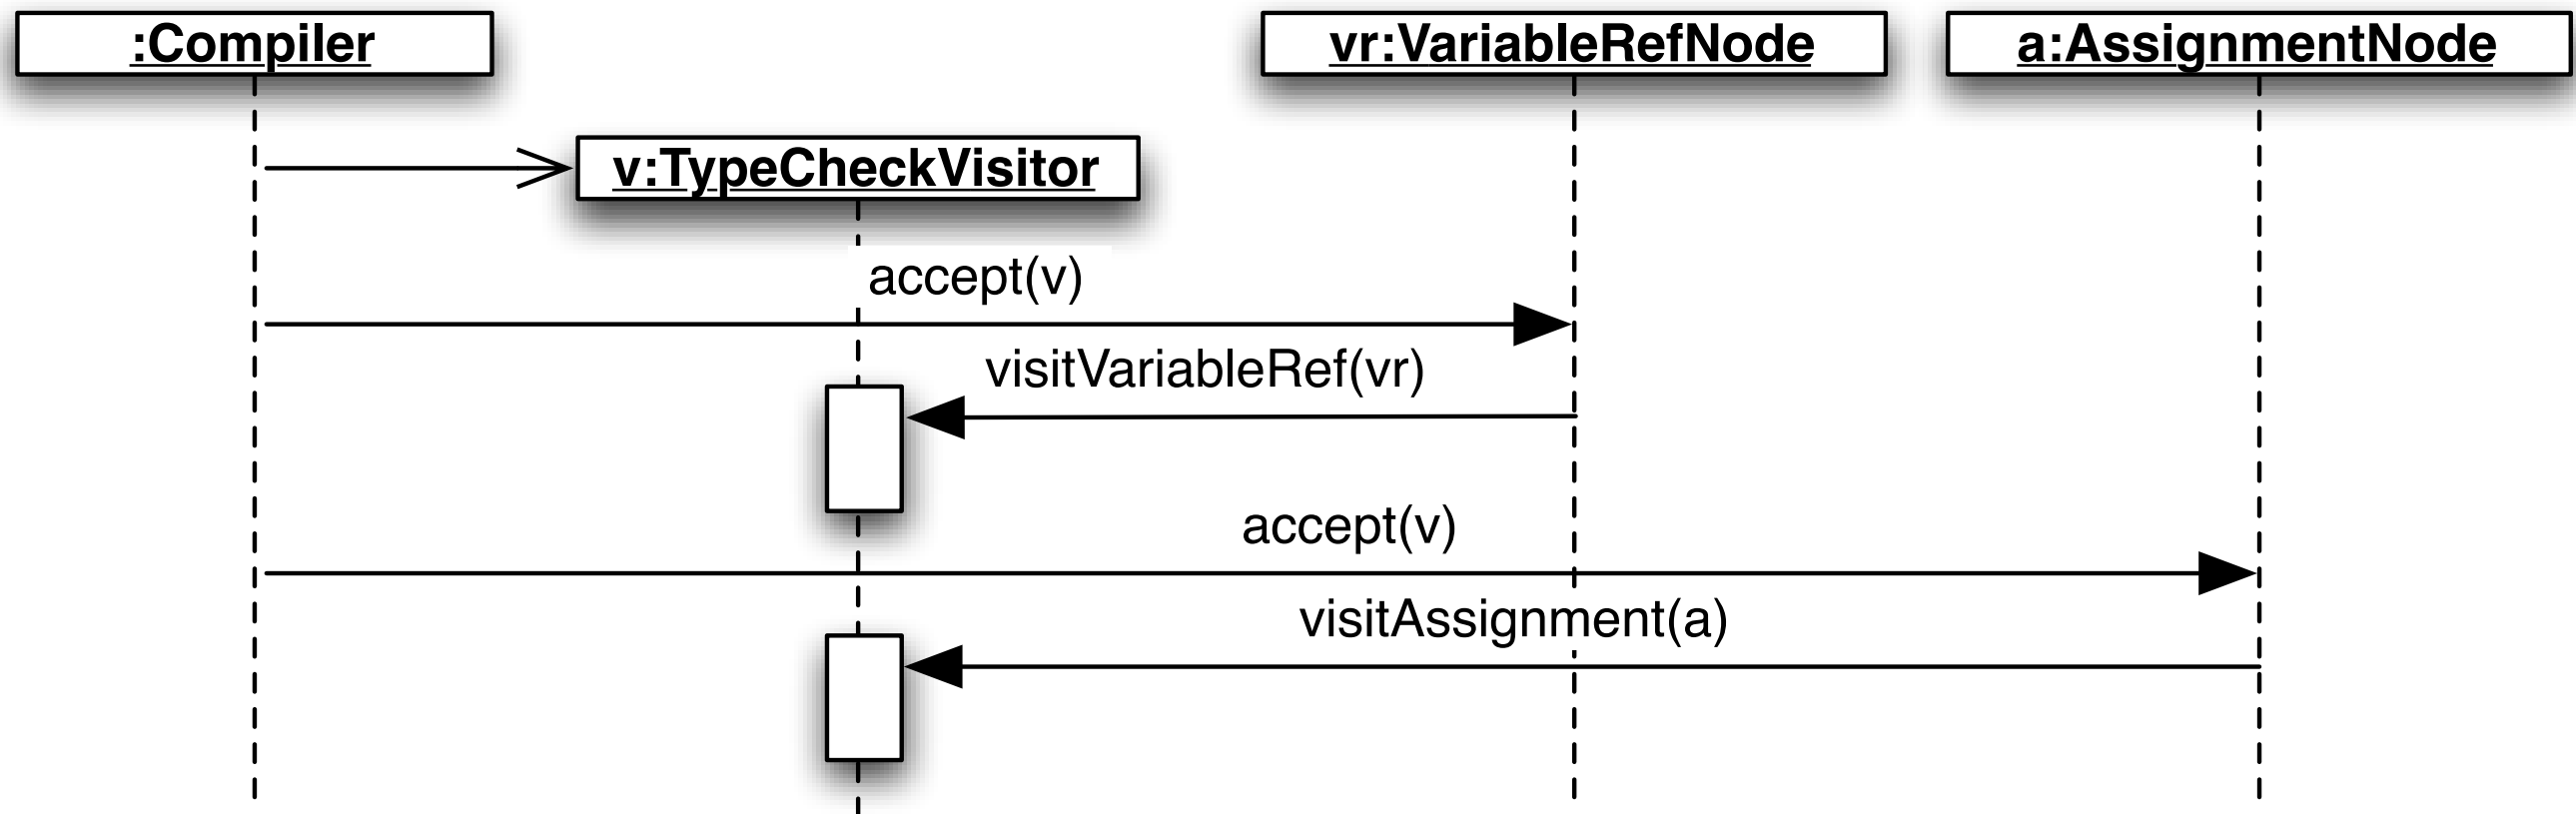 :Compiler
vr:VariableRefNode
a:AssignmentNode
v:TypeCheckVisitor
accept(v)
visitVariableRef(vr)
accept(v)
visitAssignment(a)